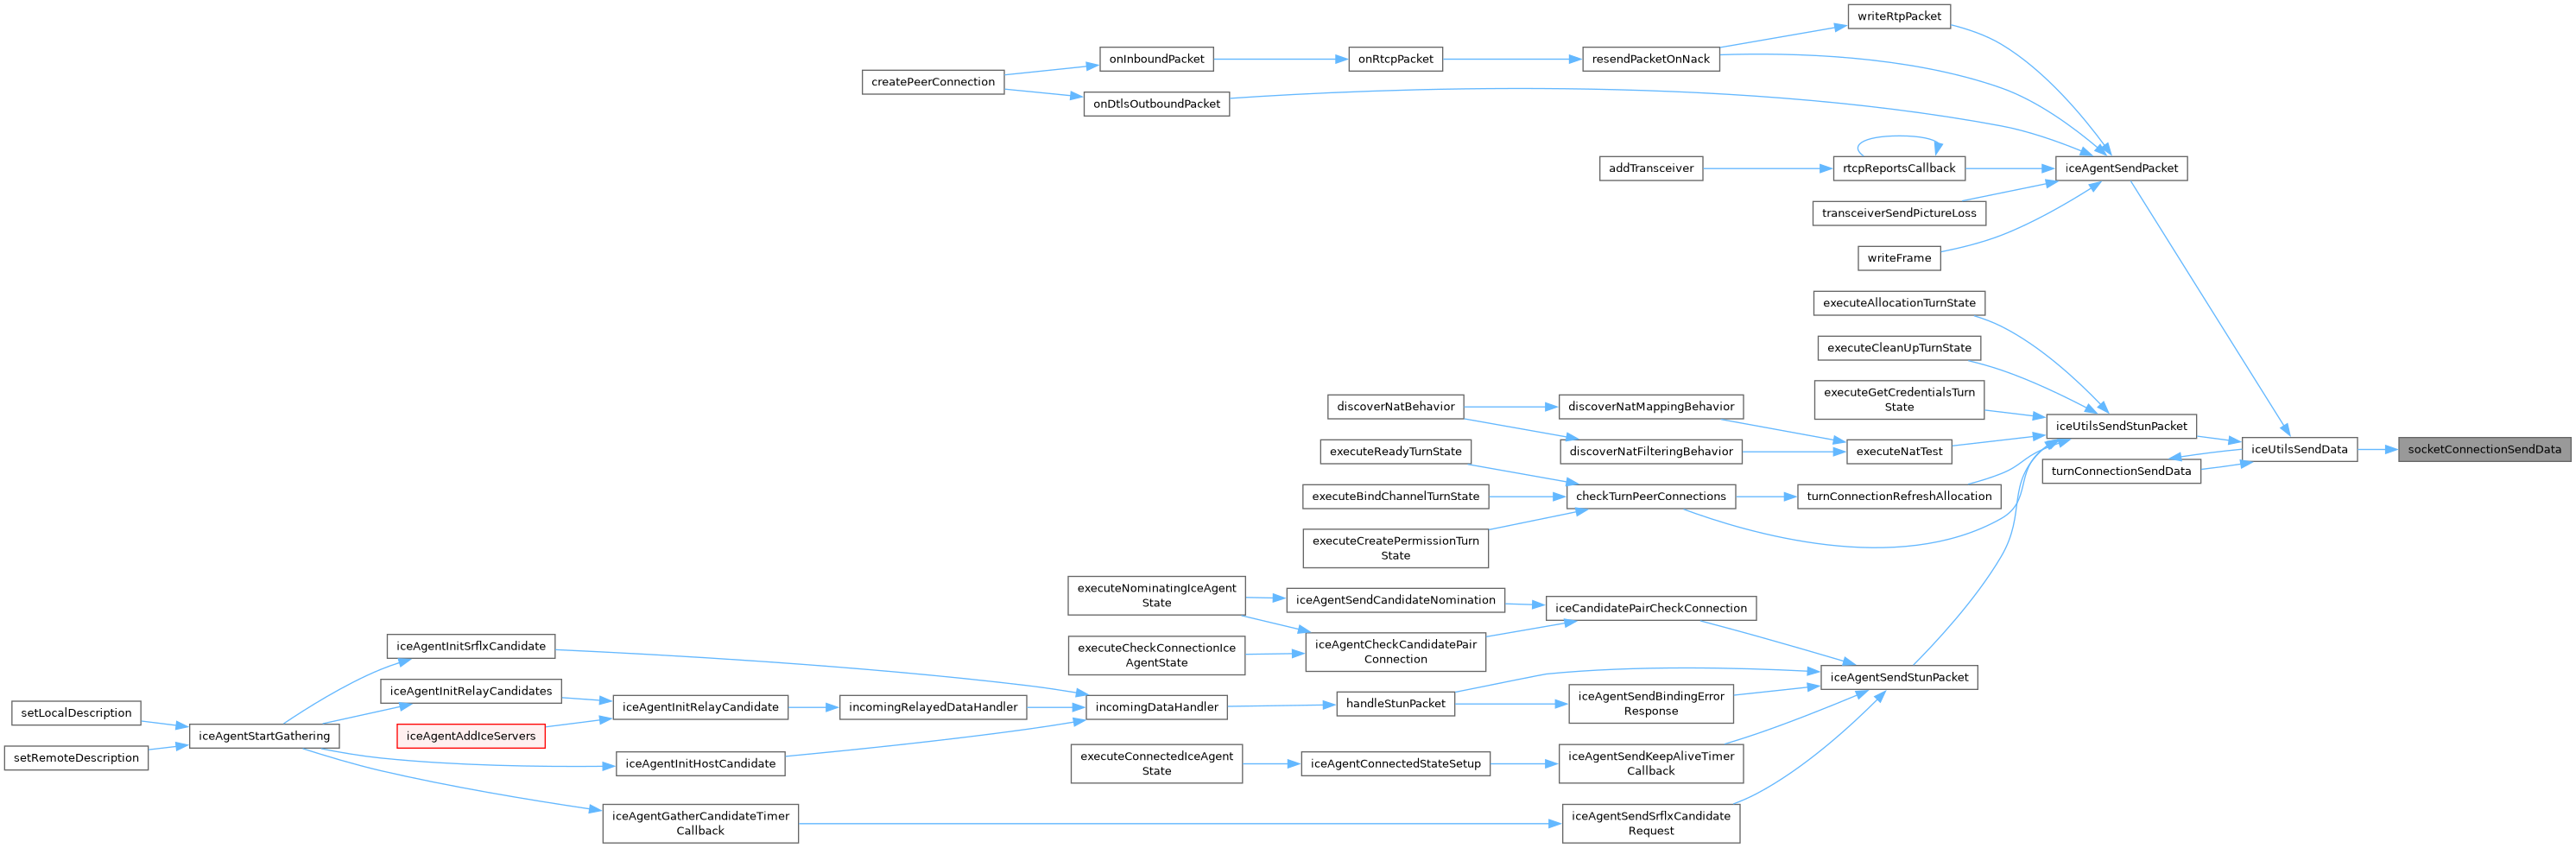 writeRtpPacket
onInboundPacket
onRtcpPacket
resendPacketOnNack
createPeerConnection
onDtlsOutboundPacket
addTransceiver
rtcpReportsCallback
iceAgentSendPacket
transceiverSendPictureLoss
writeFrame
executeAllocationTurnState
executeCleanUpTurnState
executeGetCredentialsTurn
State
discoverNatBehavior
discoverNatMappingBehavior
iceUtilsSendStunPacket
executeReadyTurnState
discoverNatFilteringBehavior
executeNatTest
iceUtilsSendData
socketConnectionSendData
turnConnectionSendData
executeBindChannelTurnState
checkTurnPeerConnections
turnConnectionRefreshAllocation
executeCreatePermissionTurn
State
executeNominatingIceAgent
State
iceAgentSendCandidateNomination
iceCandidatePairCheckConnection
iceAgentInitSrflxCandidate
executeCheckConnectionIce
AgentState
iceAgentCheckCandidatePair
Connection
iceAgentSendStunPacket
iceAgentInitRelayCandidates
setLocalDescription
iceAgentInitRelayCandidate
incomingRelayedDataHandler
incomingDataHandler
handleStunPacket
iceAgentSendBindingError
Response
iceAgentStartGathering
iceAgentAddIceServers
setRemoteDescription
iceAgentInitHostCandidate
executeConnectedIceAgent
State
iceAgentConnectedStateSetup
iceAgentSendKeepAliveTimer
Callback
iceAgentGatherCandidateTimer
Callback
iceAgentSendSrflxCandidate
Request